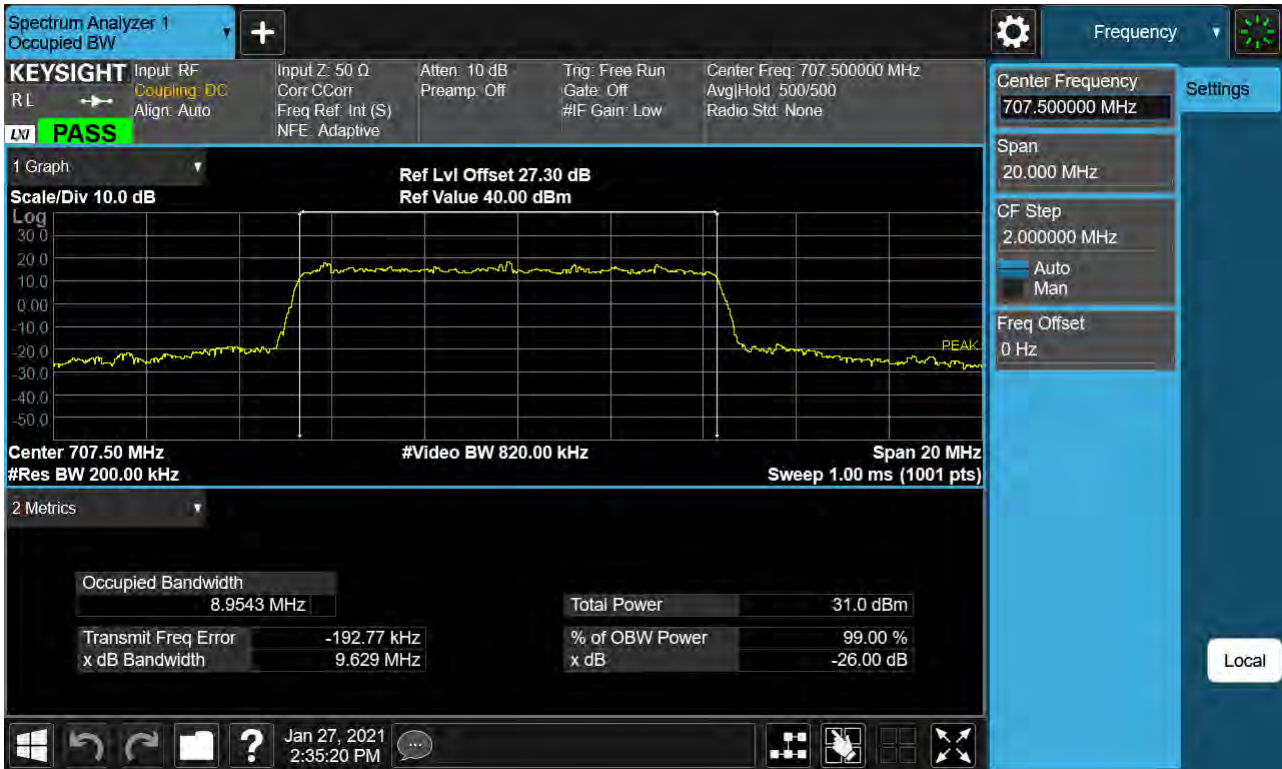 Spectrum Analyzer 1
Occupied BW
Frequency
KEYSIGHT
R L
LXI
PASS
Input: RF
Coupling: DC
Align: Auto
Input Z: 50 Ω
Corr CCorr
Freq Ref: Int (S)
NFE: Adaptive
Atten: 10 dB
Preamp: Off
Trig: Free Run
Gate: Off
#IF Gain: Low
Center Freq: 707.500000 MHz
Avg|Hold: 500/500
Radio Std: None
1 Graph
Scale/Div 10.0 dB
Ref Lvl Offset 27.30 dB
Ref Value 40.00 dBm
Log
30.0
20.0
10.0
0.00
-10.0
-20.0
-30.0
-40.0
-50.0
PEAK
Center 707.50 MHz
#Video BW 820.00 kHz
Span 20 MHz
#Res BW 200.00 kHz
Sweep 1.00 ms (1001 pts)
2 Metrics
Occupied Bandwidth
8.9543 MHz
Total Power 31.0 dBm
Transmit Freq Error -192.77 kHz
% of OBW Power 99.00 %
x dB Bandwidth 9.629 MHz
x dB -26.00 dB
Center Frequency
707.500000 MHz
Settings
Span
20.000 MHz
CF Step
2.000000 MHz
Auto
Man
Freq Offset
0 Hz
Local
?
Jan 27, 2021
2:35:20 PM